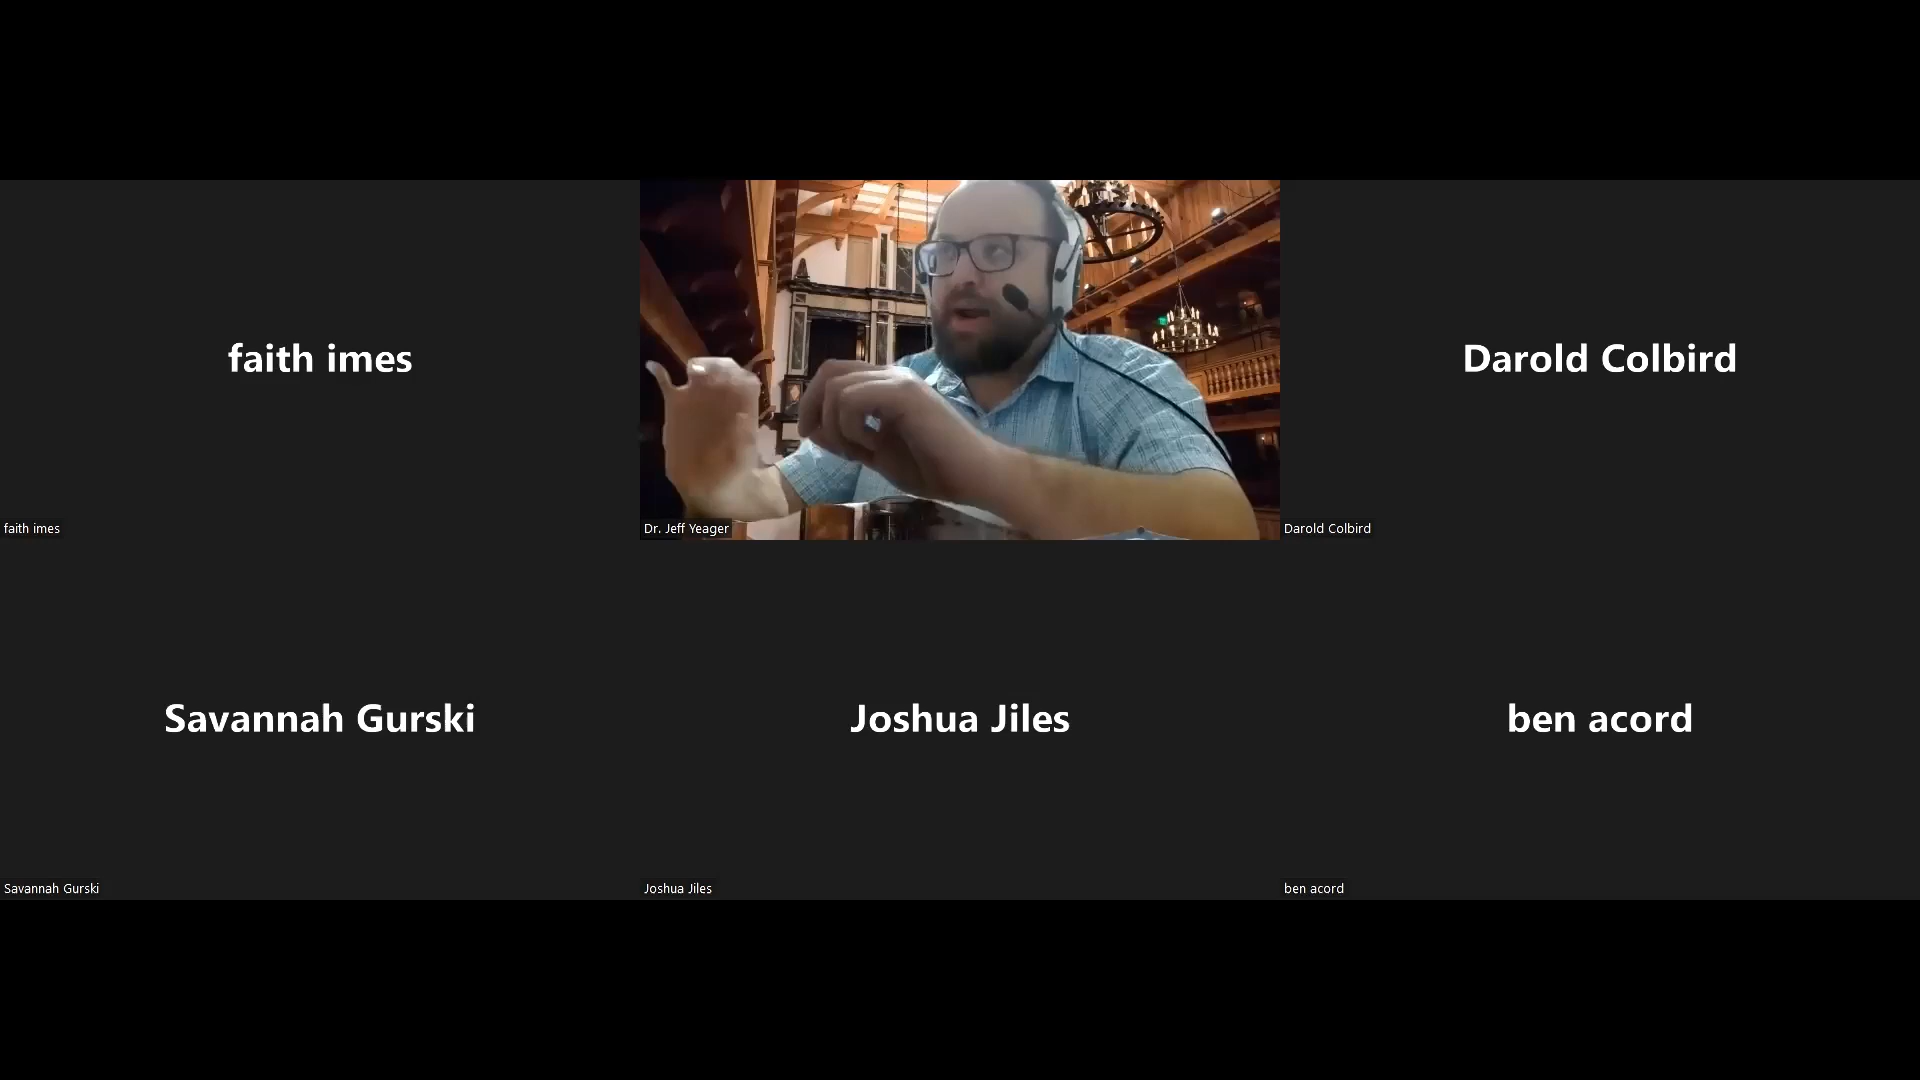 faith imes
Darold Colbird
faith imes
Dr. Jeff Yeager
Darold Colbird
Savannah Gurski
Joshua Jiles
ben acord
Savannah Gurski
Joshua Jiles
ben acord